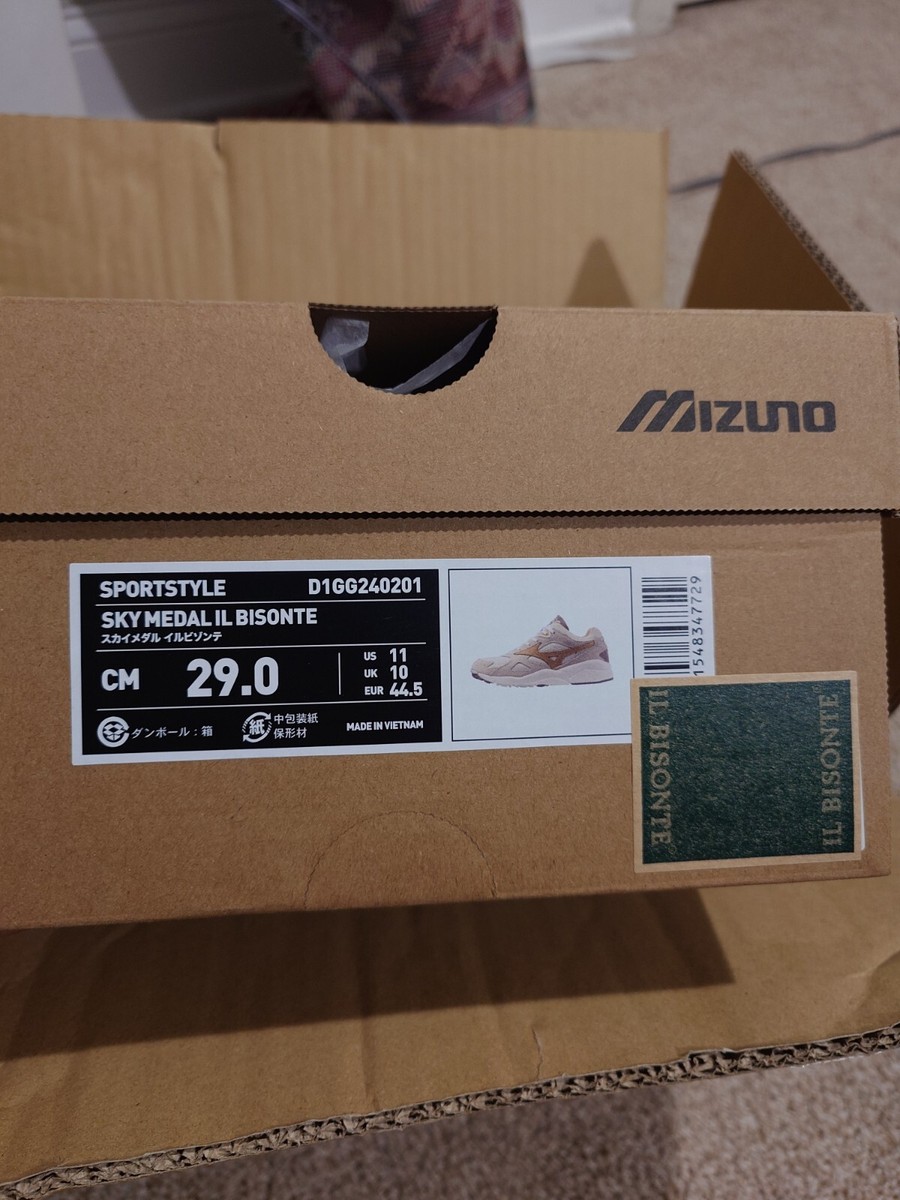 MIZUNO
SPORTSTYLE D1GG240201
SKY MEDAL IL BISONTE
スカイメダル イルビゾンテ
CM 29.0
US 11
UK 10
EUR 44.5
ダンボール : 箱
紙 中包装紙
保形材
MADE IN VIETNAM
1548347729
IL BISONTE
IL BISONTE